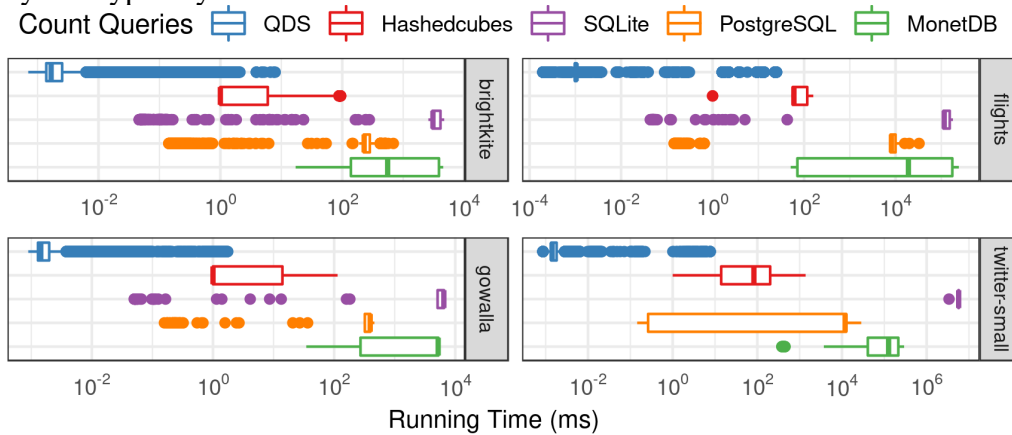 Count Queries QDS Hashedcubes SQLite PostgreSQL MonetDB
brightkite
flights
10^-2 10^0 10^2 10^4
10^-4 10^-2 10^0 10^2 10^4
gowalla
twitter-small
10^-2 10^0 10^2 10^4
10^-2 10^0 10^2 10^4 10^6
Running Time (ms)